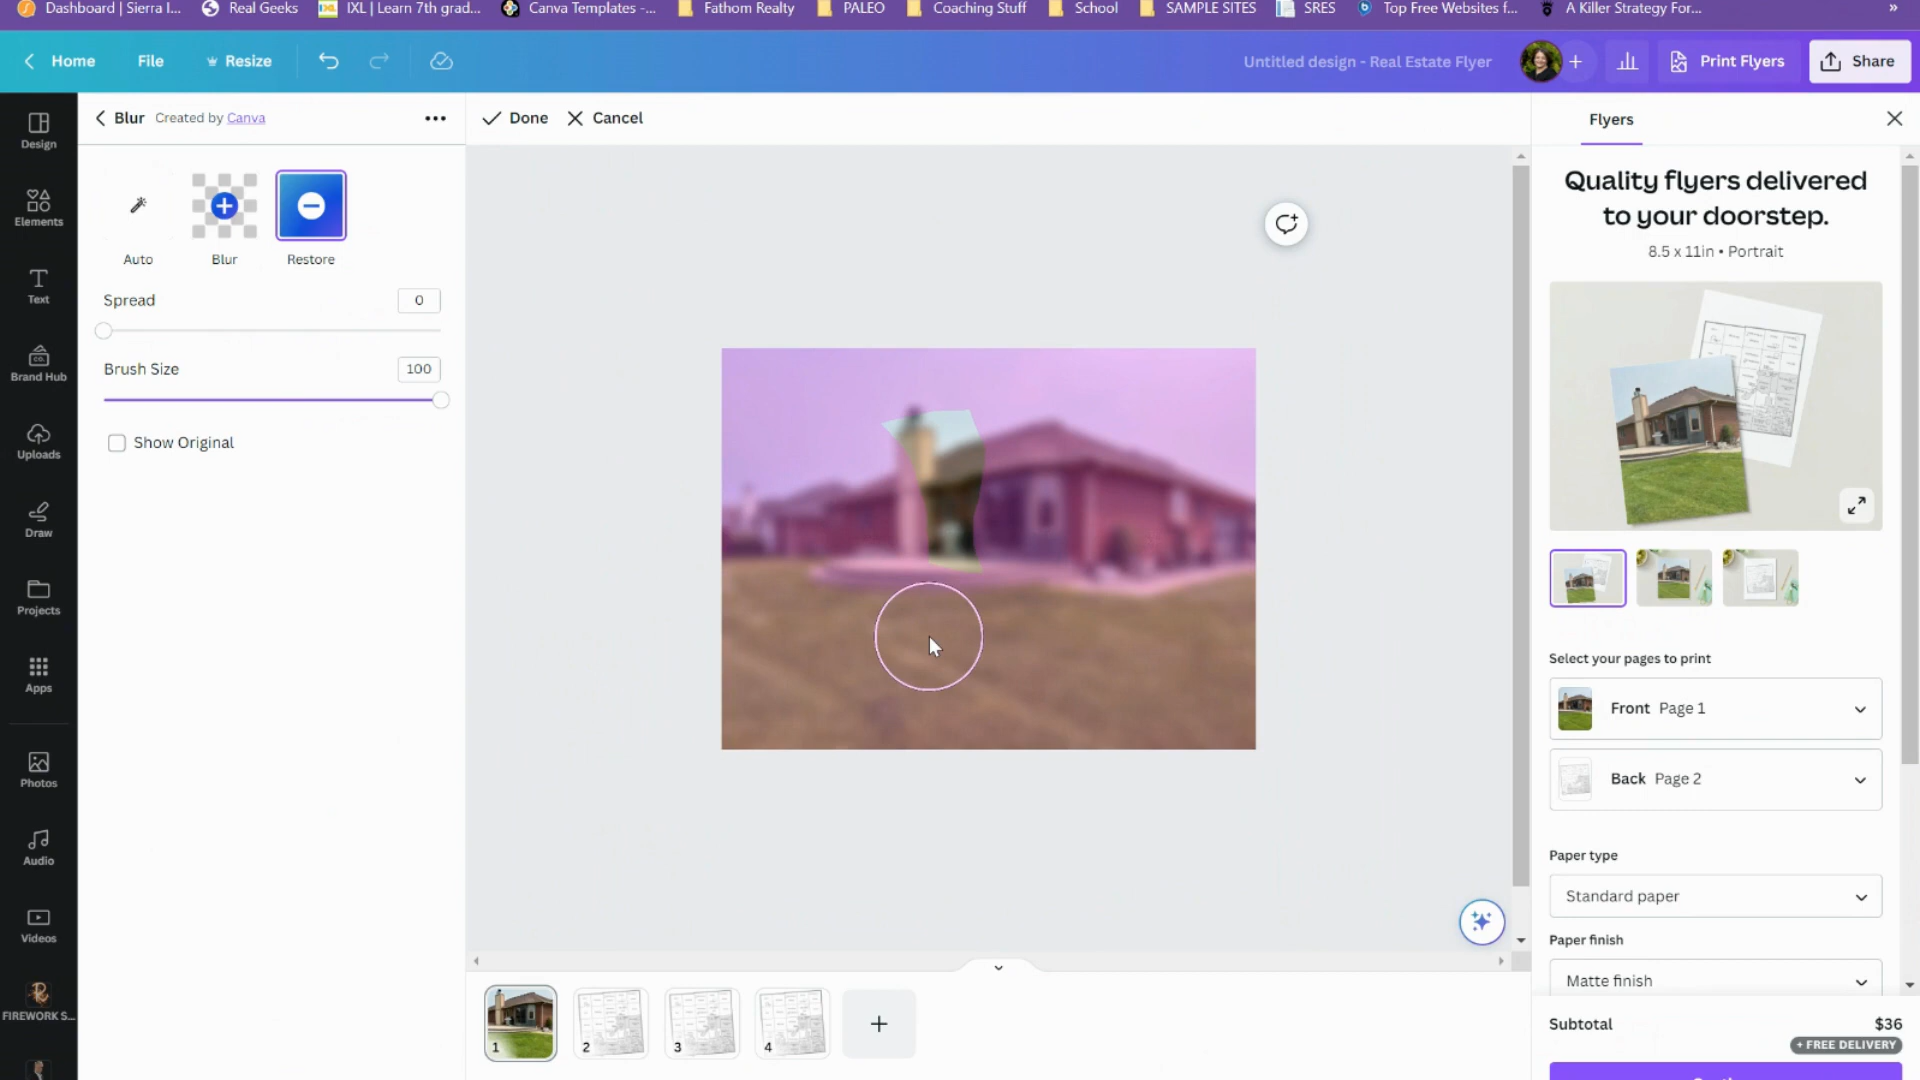 Dashboard | Sierra I...
Real Geeks
IXL | Learn 7th grad...
Canva Templates -...
Fathom Realty
PALEO
Coaching Stuff
School
SAMPLE SITES
SRES
Top Free Websites f...
A Killer Strategy For...
»
Home
File
Resize
Untitled design - Real Estate Flyer
Print Flyers
Share
Design
Elements
Text
Brand Hub
Uploads
Draw
Projects
Apps
Photos
Audio
Videos
FIREWORK S...
Blur Created by Canva
Auto
Blur
Restore
Spread
0
Brush Size
100
Show Original
Done
Cancel
1
2
3
4
Flyers
Quality flyers delivered
to your doorstep.
8.5 x 11in • Portrait
Select your pages to print
Front Page 1
Back Page 2
Paper type
Standard paper
Paper finish
Matte finish
Subtotal
$36
+ FREE DELIVERY